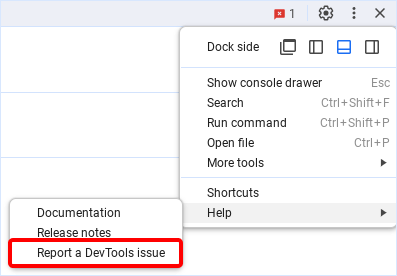 1
Dock side
Show console drawer Esc
Search Ctrl+Shift+F
Run command Ctrl+Shift+P
Open file Ctrl+P
More tools
Shortcuts
Help
Documentation
Release notes
Report a DevTools issue